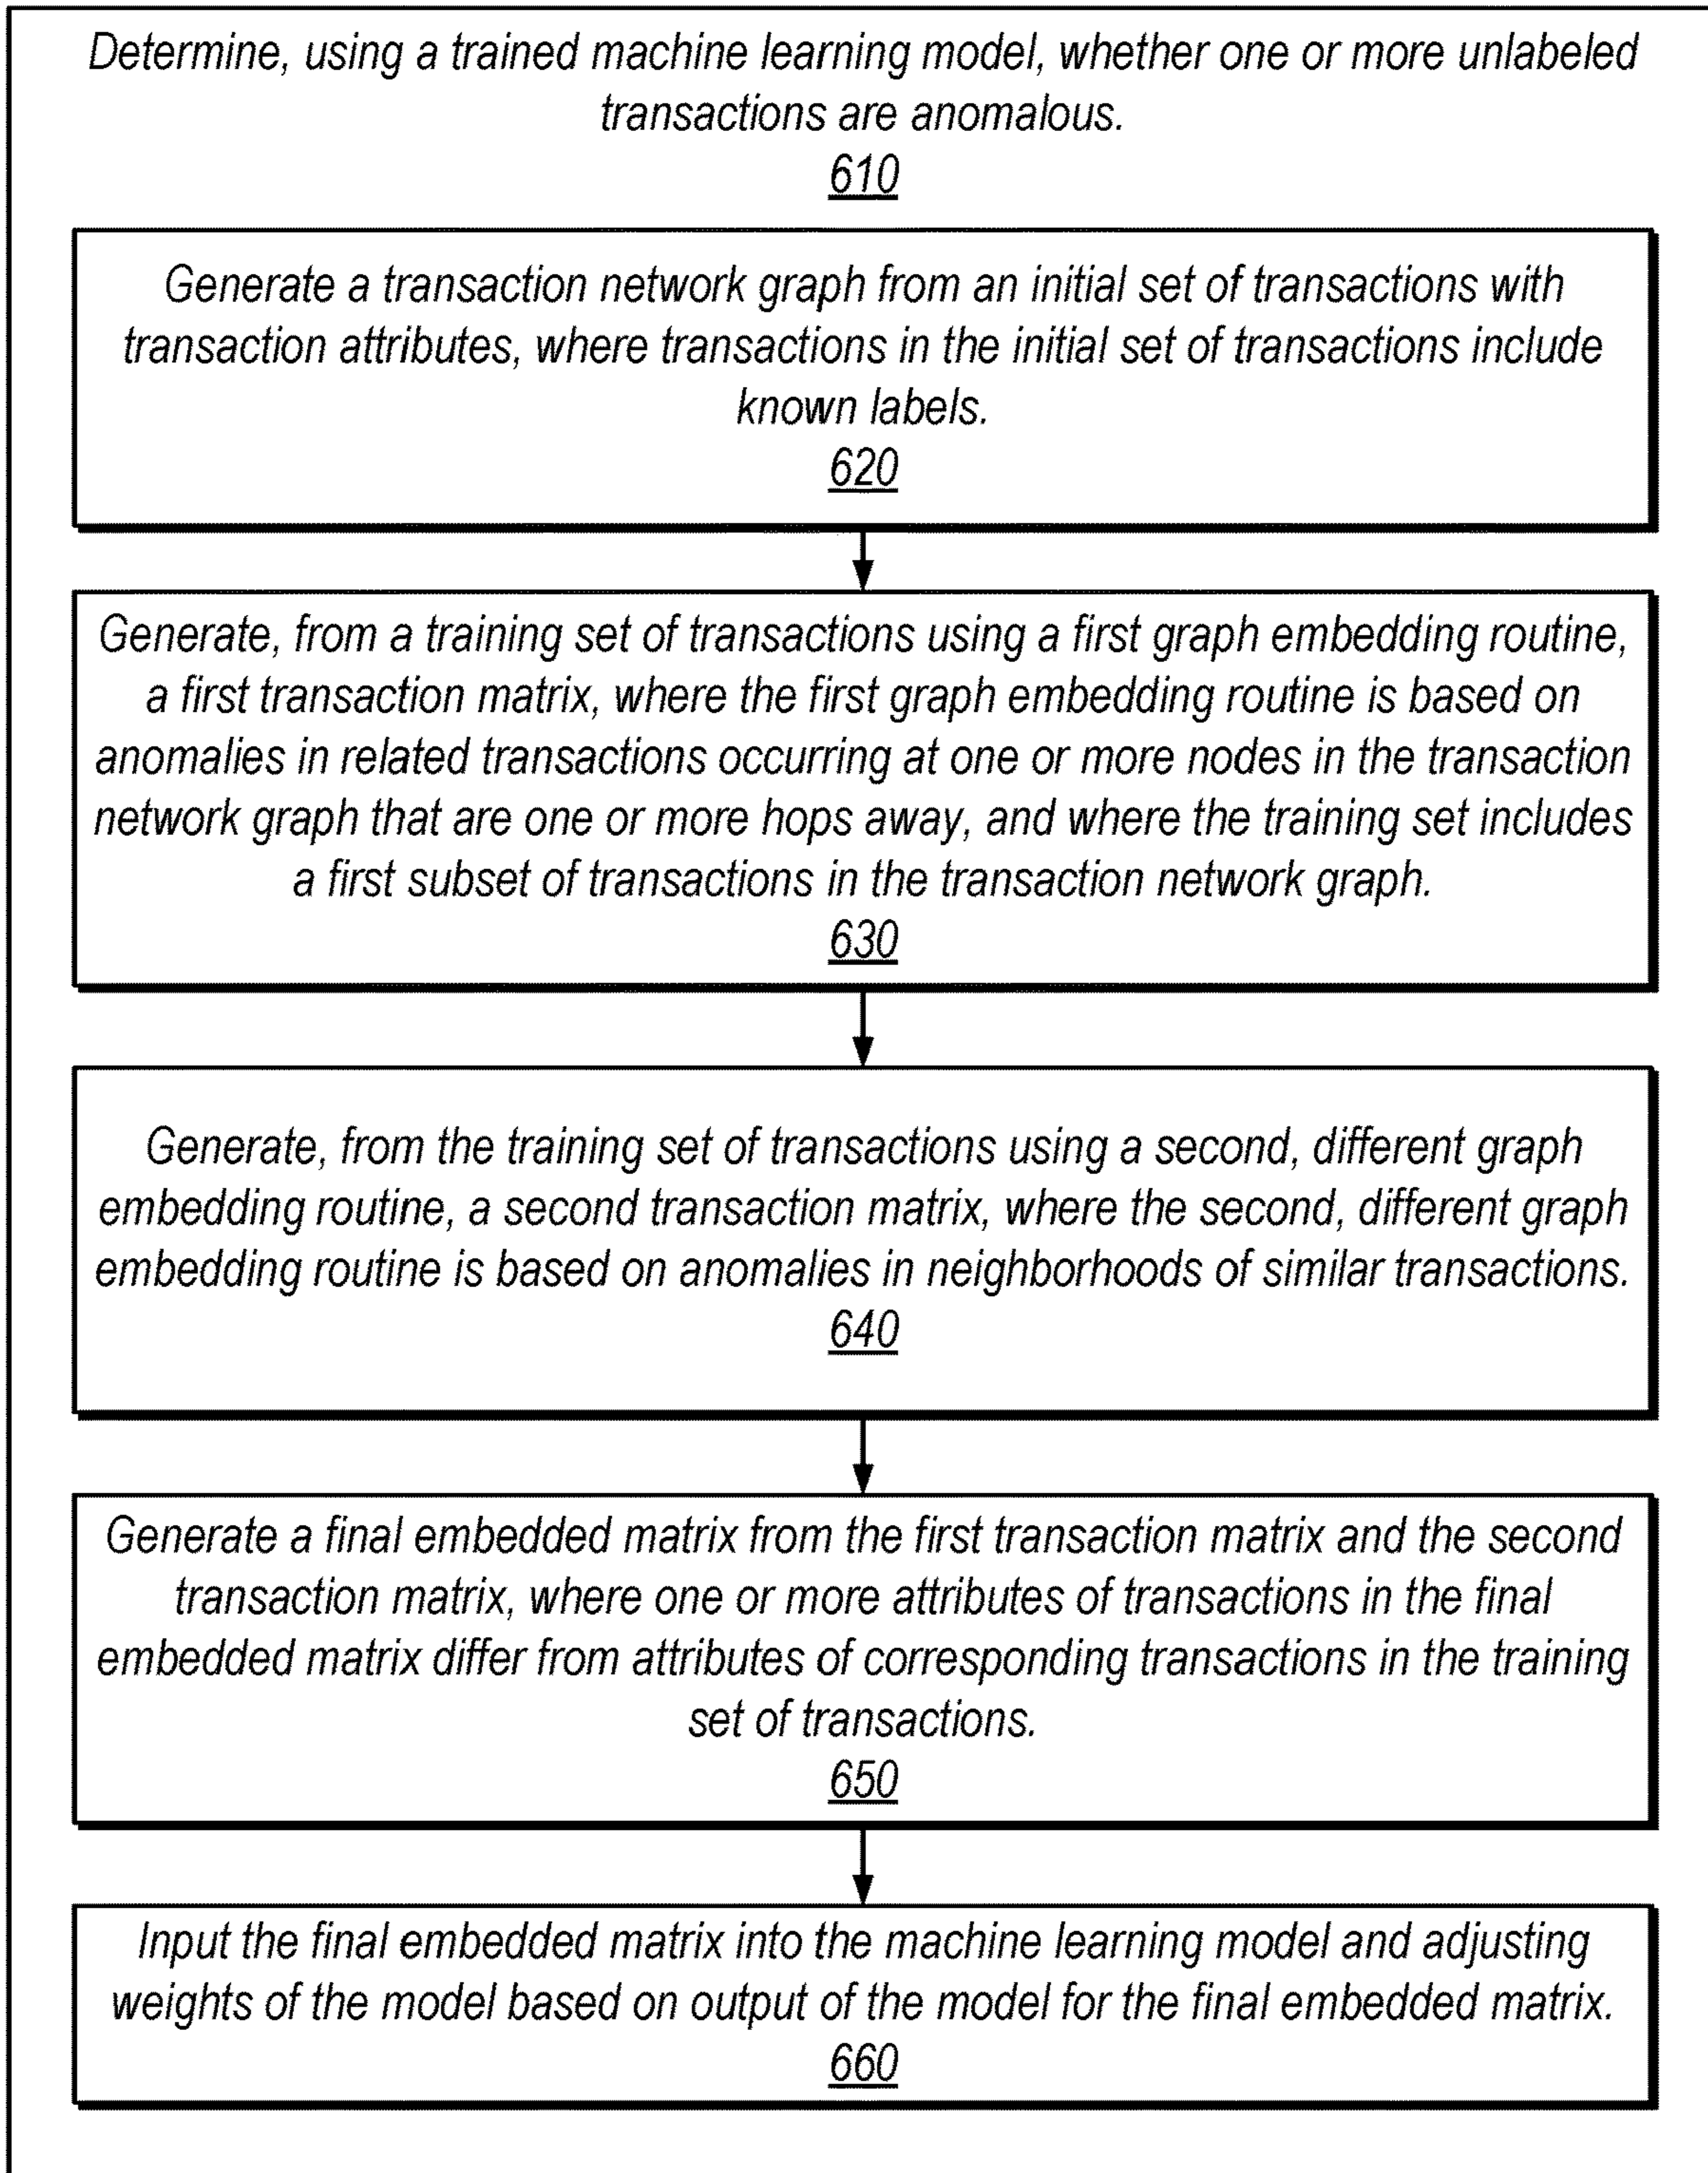 Determine, using a trained machine learning model, whether one or more unlabeled
transactions are anomalous.
610
Generate a transaction network graph from an initial set of transactions with
transaction attributes, where transactions in the initial set of transactions include
known labels.
620
Generate, from a training set of transactions using a first graph embedding routine,
a first transaction matrix, where the first graph embedding routine is based on
anomalies in related transactions occurring at one or more nodes in the transaction
network graph that are one or more hops away, and where the training set includes
a first subset of transactions in the transaction network graph.
630
Generate, from the training set of transactions using a second, different graph
embedding routine, a second transaction matrix, where the second, different graph
embedding routine is based on anomalies in neighborhoods of similar transactions.
640
Generate a final embedded matrix from the first transaction matrix and the second
transaction matrix, where one or more attributes of transactions in the final
embedded matrix differ from attributes of corresponding transactions in the training
set of transactions.
650
Input the final embedded matrix into the machine learning model and adjusting
weights of the model based on output of the model for the final embedded matrix.
660